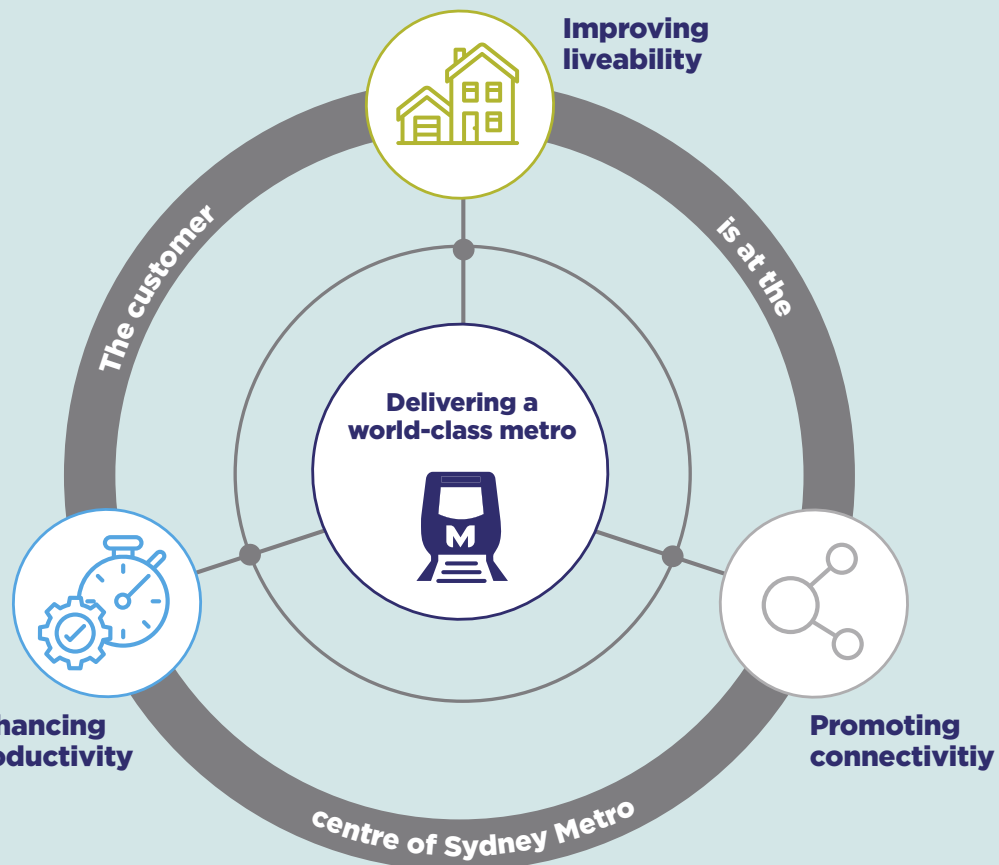 Improving
liveability
The customer
is at the
Delivering a
world-class metro
M
hancing
oductivity
Promoting
connectivitiy
centre of Sydney Metro